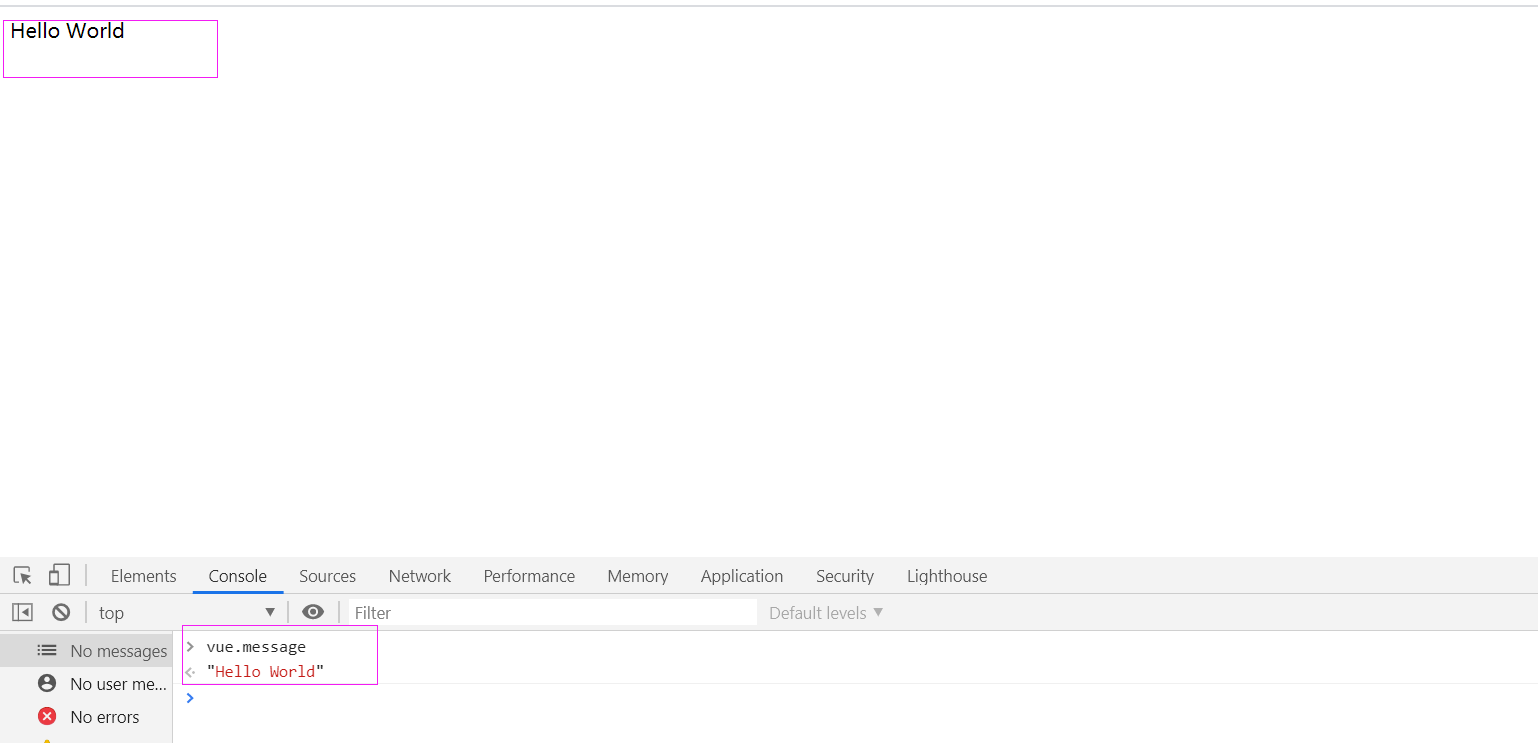 Hello World
Elements Console Sources Network Performance Memory Application Security Lighthouse
top Filter Default levels
No messages
No user me...
No errors
vue.message
"Hello World"